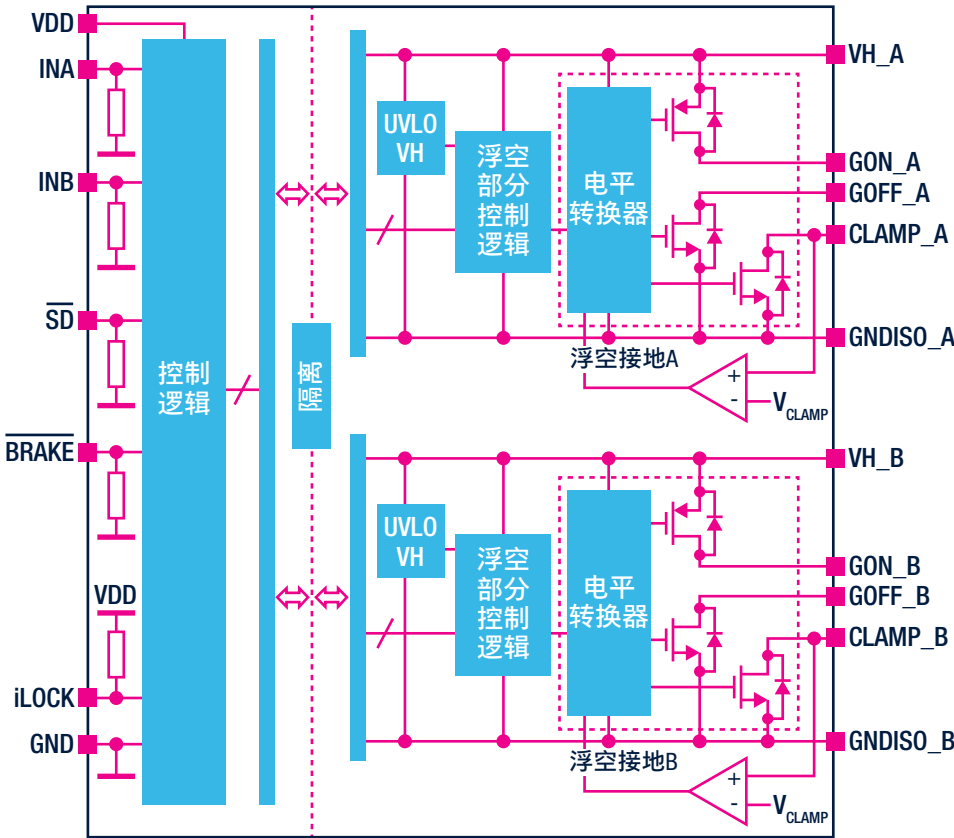 VDD
INA
INB
SD
BRAKE
VDD
iLOCK
GND
控制
逻辑
隔离
UVLO
VH
浮空
部分
控制
逻辑
电平
转换器
VH_A
GON_A
GOFF_A
CLAMP_A
GNDISO_A
浮空接地A
+
-
VCLAMP
UVLO
VH
浮空
部分
控制
逻辑
电平
转换器
VH_B
GON_B
GOFF_B
CLAMP_B
GNDISO_B
浮空接地B
+
-
VCLAMP